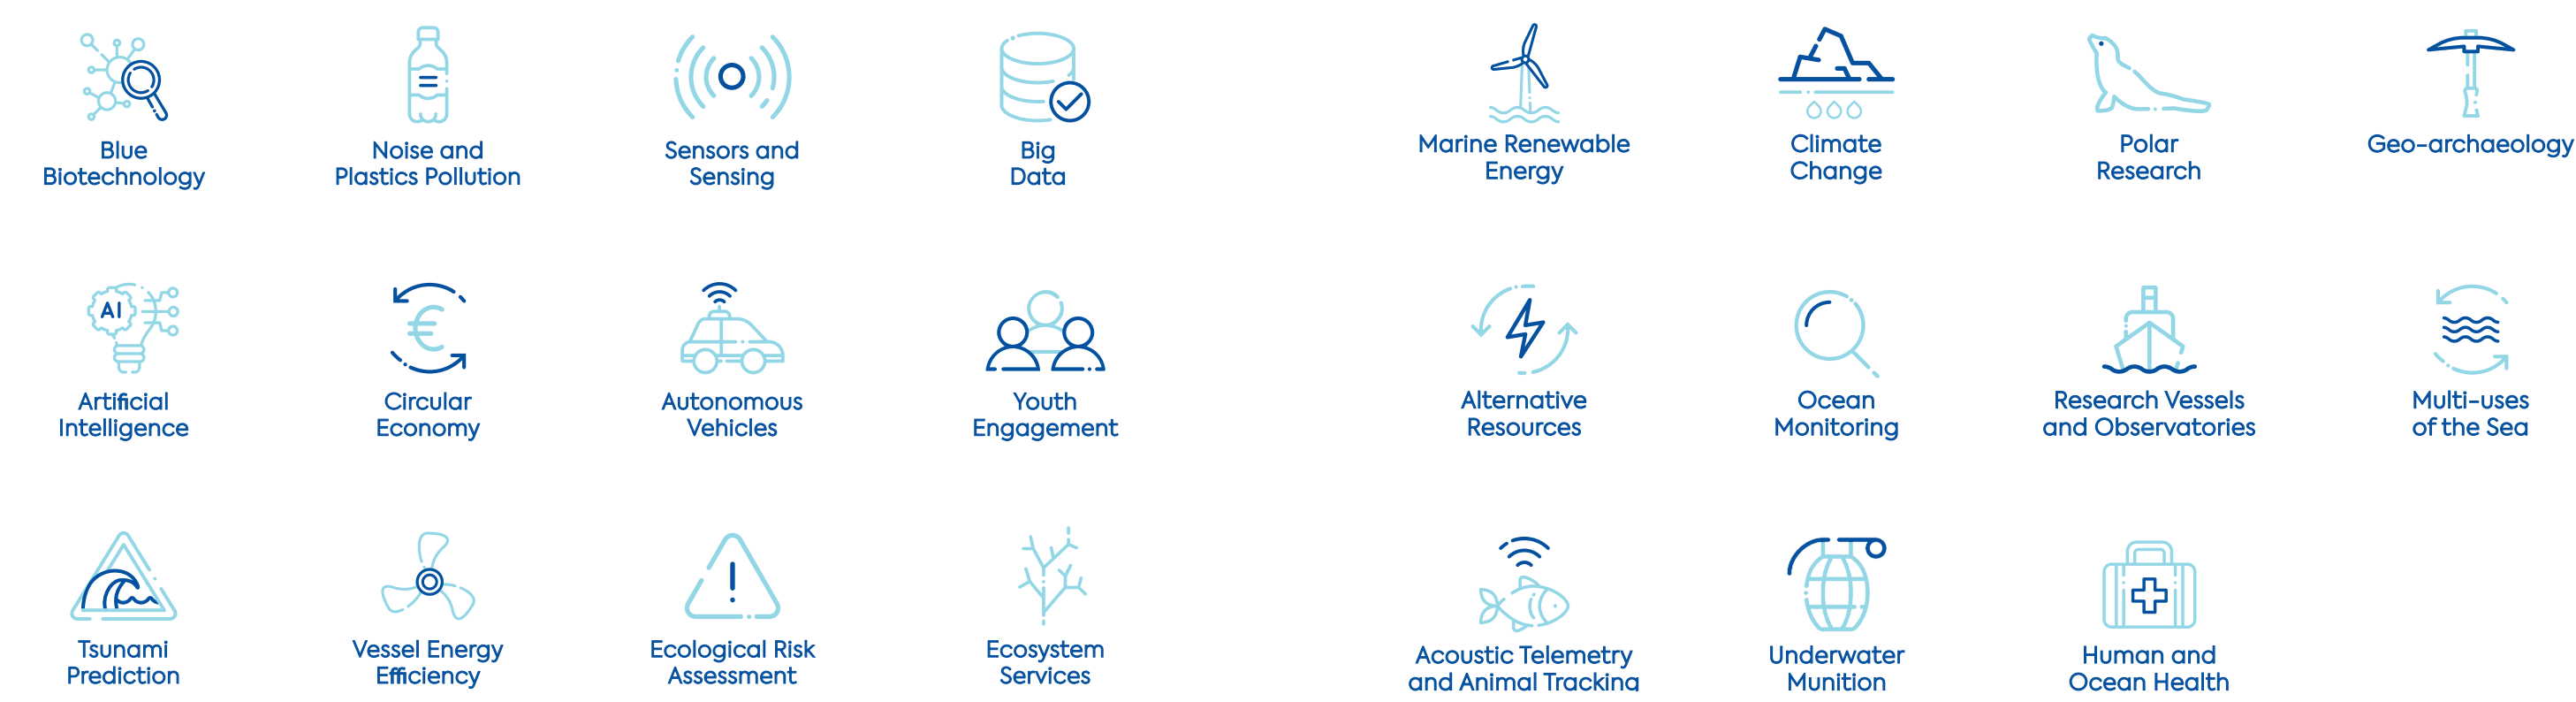 Blue
Biotechnology
Noise and
Plastics Pollution
Sensors and
Sensing
Big
Data
Marine Renewable
Energy
Climate
Change
Polar
Research
Geo-archaeology
AI
Artificial
Intelligence
€
Circular
Economy
Autonomous
Vehicles
Youth
Engagement
Alternative
Resources
Ocean
Monitoring
Research Vessels
and Observatories
Multi-uses
of the Sea
Tsunami
Prediction
Vessel Energy
Efficiency
!
Ecological Risk
Assessment
Ecosystem
Services
Acoustic Telemetry
and Animal Tracking
Underwater
Munition
Human and
Ocean Health